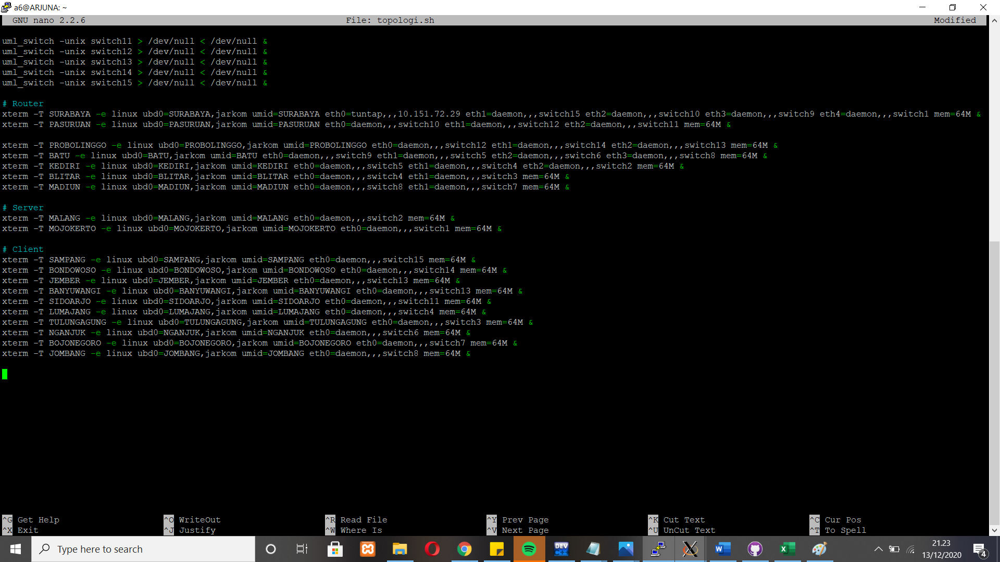 a6@ARJUNA: ~
GNU nano 2.2.6 File: topologi.sh Modified
uml_switch -unix switch11 > /dev/null < /dev/null &
uml_switch -unix switch12 > /dev/null < /dev/null &
uml_switch -unix switch13 > /dev/null < /dev/null &
uml_switch -unix switch14 > /dev/null < /dev/null &
uml_switch -unix switch15 > /dev/null < /dev/null &
# Router
xterm -T SURABAYA -e linux ubd0=SURABAYA,jarkom umid=SURABAYA eth0=tuntap,,,10.151.72.29 eth1=daemon,,,switch15 eth2=daemon,,,switch10 eth3=daemon,,,switch9 eth4=daemon,,,switch1 mem=64M &
xterm -T PASURUAN -e linux ubd0=PASURUAN,jarkom umid=PASURUAN eth0=daemon,,,switch10 eth1=daemon,,,switch12 eth2=daemon,,,switch11 mem=64M &
xterm -T PROBOLINGGO -e linux ubd0=PROBOLINGGO,jarkom umid=PROBOLINGGO eth0=daemon,,,switch12 eth1=daemon,,,switch14 eth2=daemon,,,switch13 mem=64M &
xterm -T BATU -e linux ubd0=BATU,jarkom umid=BATU eth0=daemon,,,switch9 eth1=daemon,,,switch5 eth2=daemon,,,switch6 eth3=daemon,,,switch8 mem=64M &
xterm -T KEDIRI -e linux ubd0=KEDIRI,jarkom umid=KEDIRI eth0=daemon,,,switch5 eth1=daemon,,,switch4 eth2=daemon,,,switch2 mem=64M &
xterm -T BLITAR -e linux ubd0=BLITAR,jarkom umid=BLITAR eth0=daemon,,,switch4 eth1=daemon,,,switch3 mem=64M &
xterm -T MADIUN -e linux ubd0=MADIUN,jarkom umid=MADIUN eth0=daemon,,,switch8 eth1=daemon,,,switch7 mem=64M &
# Server
xterm -T MALANG -e linux ubd0=MALANG,jarkom umid=MALANG eth0=daemon,,,switch2 mem=64M &
xterm -T MOJOKERTO -e linux ubd0=MOJOKERTO,jarkom umid=MOJOKERTO eth0=daemon,,,switch1 mem=64M &
# Client
xterm -T SAMPANG -e linux ubd0=SAMPANG,jarkom umid=SAMPANG eth0=daemon,,,switch15 mem=64M &
xterm -T BONDOWOSO -e linux ubd0=BONDOWOSO,jarkom umid=BONDOWOSO eth0=daemon,,,switch14 mem=64M &
xterm -T JEMBER -e linux ubd0=JEMBER,jarkom umid=JEMBER eth0=daemon,,,switch13 mem=64M &
xterm -T BANYUWANGI -e linux ubd0=BANYUWANGI,jarkom umid=BANYUWANGI eth0=daemon,,,switch13 mem=64M &
xterm -T SIDOARJO -e linux ubd0=SIDOARJO,jarkom umid=SIDOARJO eth0=daemon,,,switch11 mem=64M &
xterm -T LUMAJANG -e linux ubd0=LUMAJANG,jarkom umid=LUMAJANG eth0=daemon,,,switch4 mem=64M &
xterm -T TULUNGAGUNG -e linux ubd0=TULUNGAGUNG,jarkom umid=TULUNGAGUNG eth0=daemon,,,switch3 mem=64M &
xterm -T NGANJUK -e linux ubd0=NGANJUK,jarkom umid=NGANJUK eth0=daemon,,,switch6 mem=64M &
xterm -T BOJONEGORO -e linux ubd0=BOJONEGORO,jarkom umid=BOJONEGORO eth0=daemon,,,switch7 mem=64M &
xterm -T JOMBANG -e linux ubd0=JOMBANG,jarkom umid=JOMBANG eth0=daemon,,,switch8 mem=64M &
^G Get Help ^O WriteOut ^R Read File ^Y Prev Page ^K Cut Text ^C Cur Pos
^X Exit ^J Justify ^W Where Is ^V Next Page ^U UnCut Text ^T To Spell
Type here to search
DEV C++
21.23
13/12/2020
4